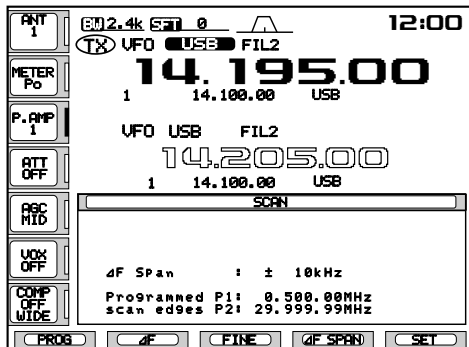 ANT
1
BW 2.4k SFT 0
12:00
TX VFO USB FIL2
METER
Po
14.195.00
1 14.100.00 USB
P.AMP
1
VFO USB FIL2
ATT
OFF
14.205.00
1 14.100.00 USB
AGC
MID
SCAN
VOX
OFF
⊿F SPan : ± 10kHz
COMP
OFF
WIDE
Programmed P1: 0.500.00MHz
scan edges P2: 29.999.99MHz
PROG ⊿F FINE ⊿F SPAN SET